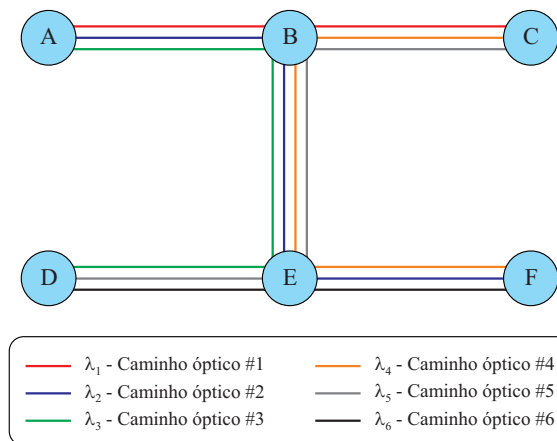 A
B
C
D
E
F
λ1 - Caminho óptico #1
λ2 - Caminho óptico #2
λ3 - Caminho óptico #3
λ4 - Caminho óptico #4
λ5 - Caminho óptico #5
λ6 - Caminho óptico #6